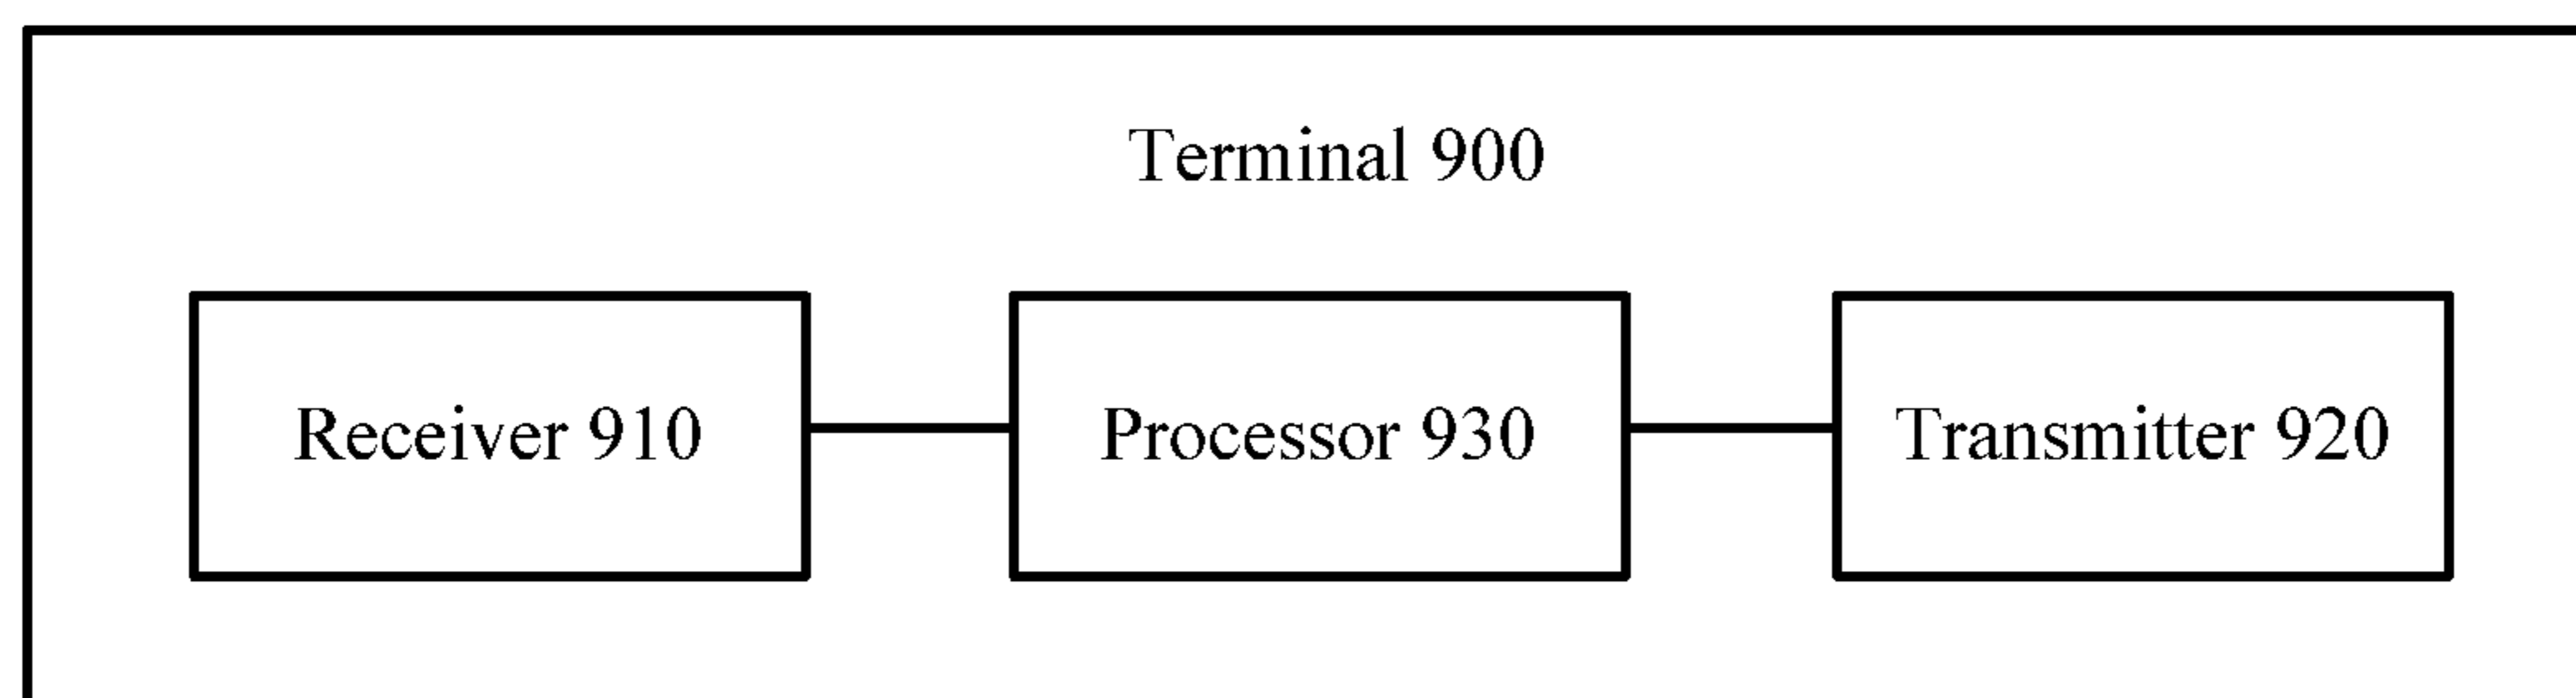 Terminal 900
Receiver 910
Processor 930
Transmitter 920